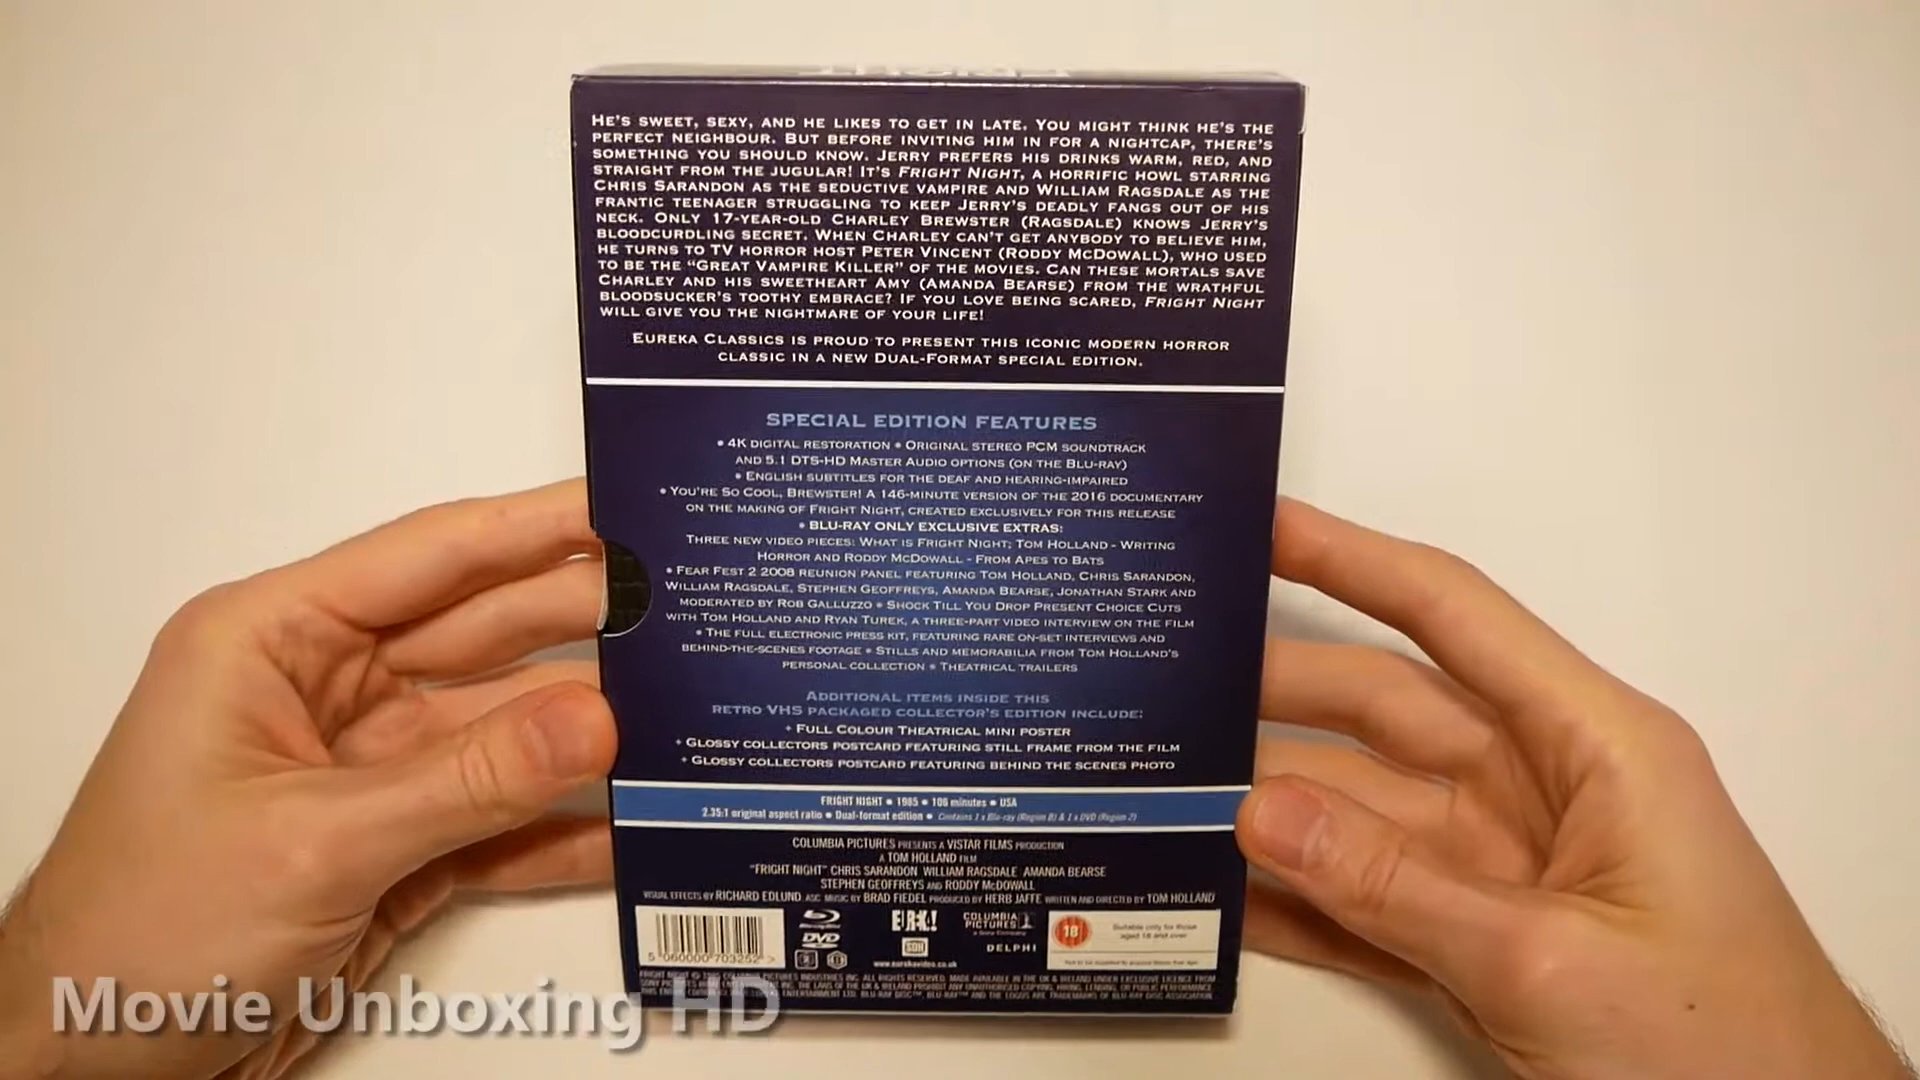 HE'S SWEET, SEXY, AND HE LIKES TO GET IN LATE. YOU MIGHT THINK HE'S THE
PERFECT NEIGHBOUR. BUT BEFORE INVITING HIM IN FOR A NIGHTCAP, THERE'S
SOMETHING YOU SHOULD KNOW. JERRY PREFERS HIS DRINKS WARM, RED, AND
STRAIGHT FROM THE JUGULAR! IT'S FRIGHT NIGHT, A HORRIFIC HOWL STARRING
CHRIS SARANDON AS THE SEDUCTIVE VAMPIRE AND WILLIAM RAGSDALE AS THE
FRANTIC TEENAGER STRUGGLING TO KEEP JERRY'S DEADLY FANGS OUT OF HIS
NECK. ONLY 17-YEAR-OLD CHARLEY BREWSTER (RAGSDALE) KNOWS JERRY'S
BLOODCURDLING SECRET. WHEN CHARLEY CAN'T GET ANYBODY TO BELIEVE HIM,
HE TURNS TO TV HORROR HOST PETER VINCENT (RODDY MCDOWALL), WHO USED
TO BE THE “GREAT VAMPIRE KILLER” OF THE MOVIES. CAN THESE MORTALS SAVE
CHARLEY AND HIS SWEETHEART AMY (AMANDA BEARSE) FROM THE WRATHFUL
BLOODSUCKER'S TOOTHY EMBRACE? IF YOU LOVE BEING SCARED, FRIGHT NIGHT
WILL GIVE YOU THE NIGHTMARE OF YOUR LIFE!
EUREKA CLASSICS IS PROUD TO PRESENT THIS ICONIC MODERN HORROR
CLASSIC IN A NEW DUAL-FORMAT SPECIAL EDITION.
SPECIAL EDITION FEATURES
• 4K DIGITAL RESTORATION • ORIGINAL STEREO PCM SOUNDTRACK
AND 5.1 DTS-HD MASTER AUDIO OPTIONS (ON THE BLU-RAY)
• ENGLISH SUBTITLES FOR THE DEAF AND HEARING-IMPAIRED
• YOU'RE SO COOL, BREWSTER! A 146-MINUTE VERSION OF THE 2016 DOCUMENTARY
ON THE MAKING OF FRIGHT NIGHT, CREATED EXCLUSIVELY FOR THIS RELEASE
• BLU-RAY ONLY EXCLUSIVE EXTRAS:
THREE NEW VIDEO PIECES: WHAT IS FRIGHT NIGHT; TOM HOLLAND - WRITING
HORROR AND RODDY MCDOWALL - FROM APES TO BATS
• FEAR FEST 2 2008 REUNION PANEL FEATURING TOM HOLLAND, CHRIS SARANDON,
WILLIAM RAGSDALE, STEPHEN GEOFFREYS, AMANDA BEARSE, JONATHAN STARK AND
MODERATED BY ROB GALLUZZO • SHOCK TILL YOU DROP PRESENT CHOICE CUTS
WITH TOM HOLLAND AND RYAN TUREK, A THREE-PART VIDEO INTERVIEW ON THE FILM
• THE FULL ELECTRONIC PRESS KIT, FEATURING RARE ON-SET INTERVIEWS AND
BEHIND-THE-SCENES FOOTAGE • STILLS AND MEMORABILIA FROM TOM HOLLAND'S
PERSONAL COLLECTION • THEATRICAL TRAILERS
ADDITIONAL ITEMS INSIDE THIS
RETRO VHS PACKAGED COLLECTOR'S EDITION INCLUDE:
+ FULL COLOUR THEATRICAL MINI POSTER
+ GLOSSY COLLECTORS POSTCARD FEATURING STILL FRAME FROM THE FILM
+ GLOSSY COLLECTORS POSTCARD FEATURING BEHIND THE SCENES PHOTO
FRIGHT NIGHT • 1985 • 106 minutes • USA
2.35:1 original aspect ratio • Dual-format edition • Contains 1 x Blu-ray (Region B) & 1 x DVD (Region 2)
COLUMBIA PICTURES PRESENTS A VISTAR FILMS PRODUCTION
A TOM HOLLAND FILM
“FRIGHT NIGHT” CHRIS SARANDON WILLIAM RAGSDALE AMANDA BEARSE
STEPHEN GEOFFREYS AND RODDY McDOWALL
VISUAL EFFECTS BY RICHARD EDLUND, ASC MUSIC BY BRAD FIEDEL PRODUCED BY HERB JAFFE WRITTEN AND DIRECTED BY TOM HOLLAND
5 060000 703252 >
Blu-ray Disc
DVD
2
EUREKA!
SDH
www.eurekavideo.co.uk
COLUMBIA PICTURES
a Sony Company
DELPHI
18
Suitable only for those
aged 18 and over
Movie Unboxing HD